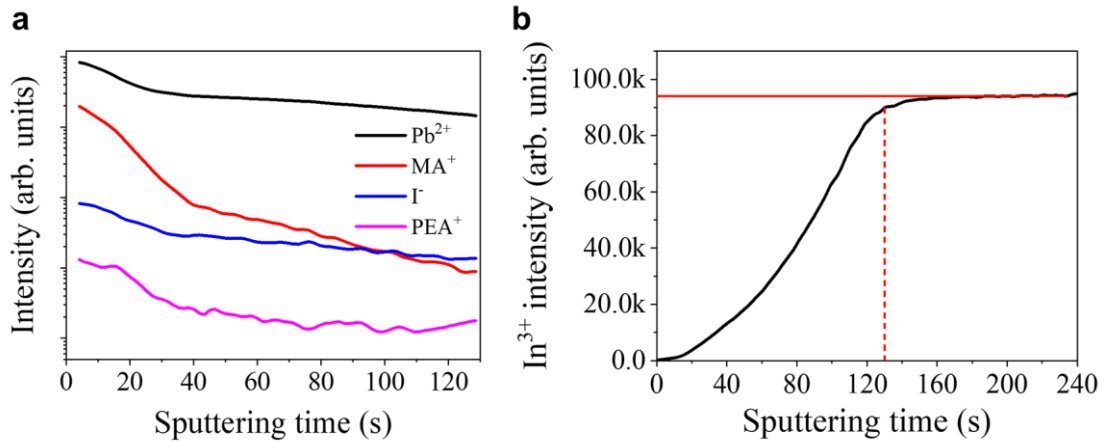 a
Intensity (arb. units)
Pb²⁺
MA⁺
I⁻
PEA⁺
0 20 40 60 80 100 120
Sputtering time (s)
b
In³⁺ intensity (arb. units)
100.0k
80.0k
60.0k
40.0k
20.0k
0.0
0 40 80 120 160 200 240
Sputtering time (s)